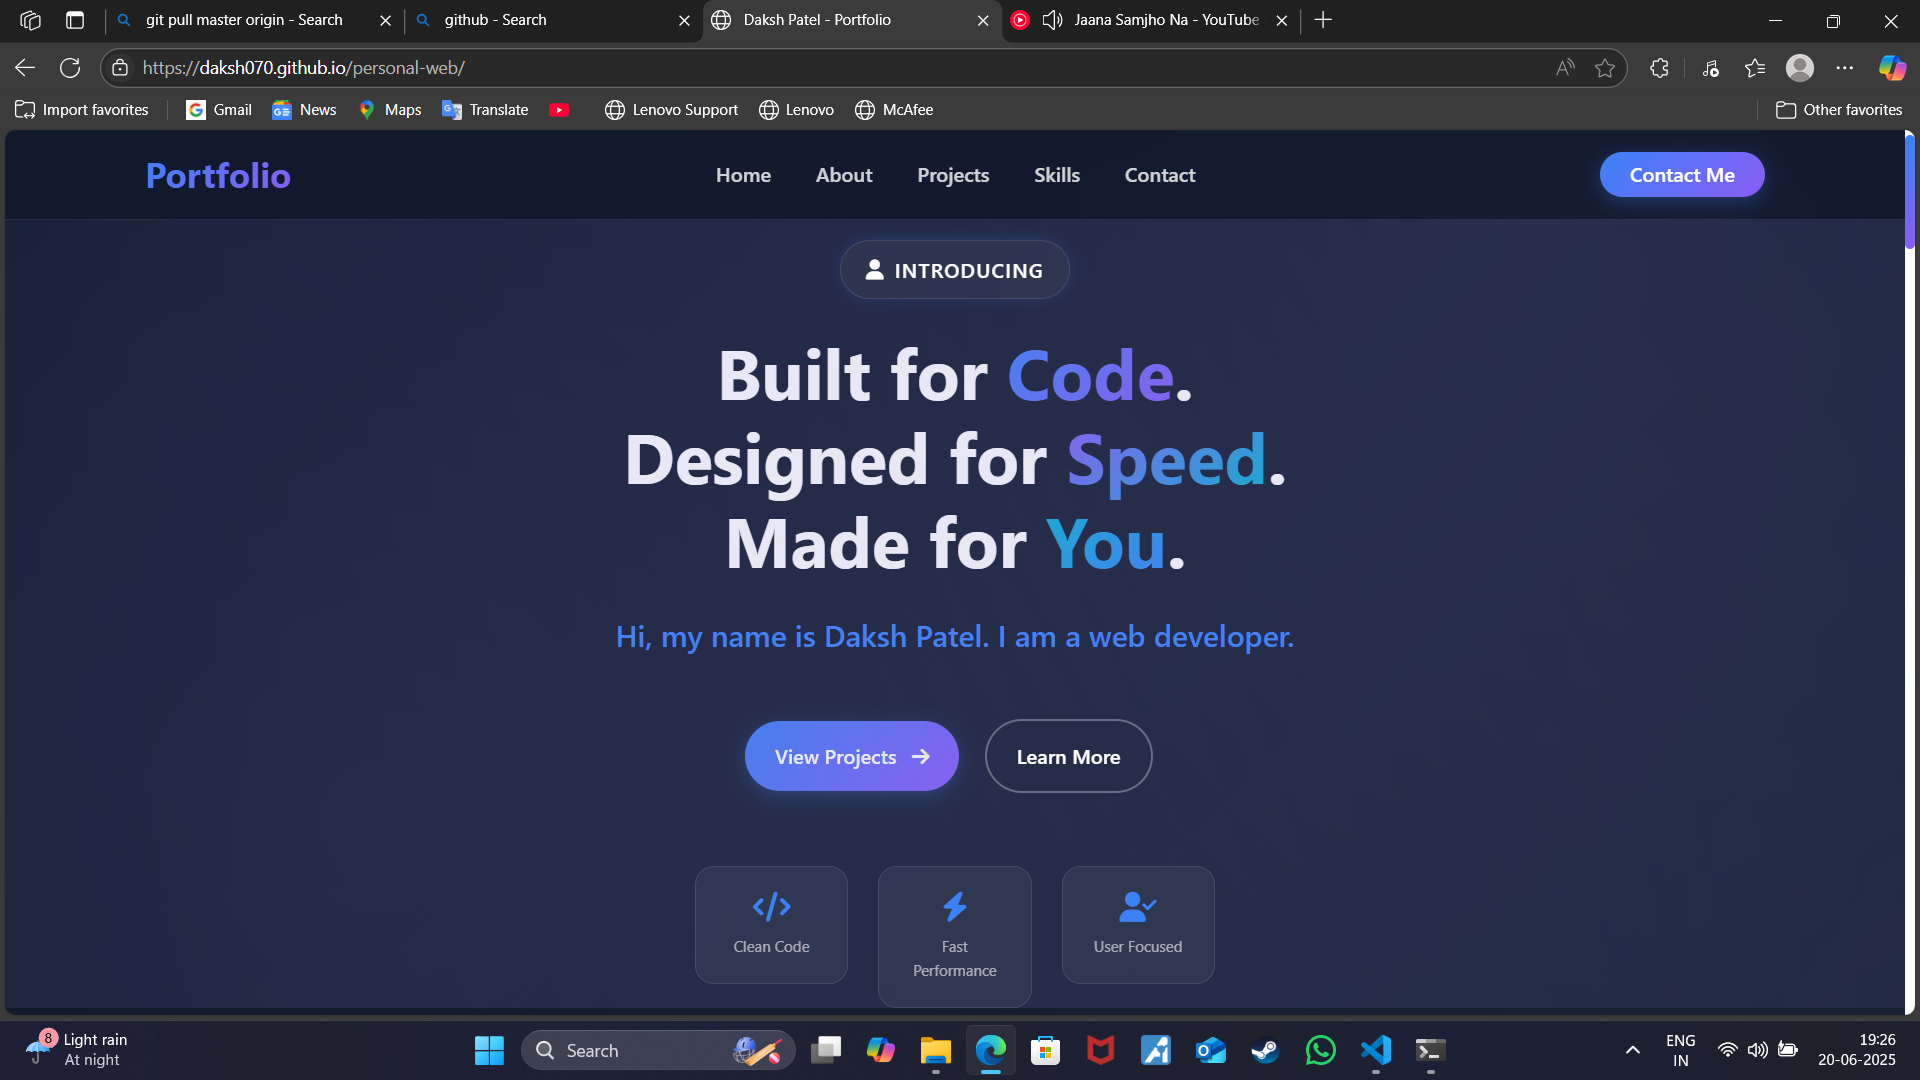 git pull master origin - Search
github - Search
Daksh Patel - Portfolio
Jaana Samjho Na - YouTube
https://daksh070.github.io/personal-web/
Import favorites
Gmail
News
Maps
Translate
Lenovo Support
Lenovo
McAfee
Other favorites
Portfolio
Home
About
Projects
Skills
Contact
Contact Me
INTRODUCING
Built for Code.
Designed for Speed.
Made for You.
Hi, my name is Daksh Patel. I am a web developer.
View Projects
Learn More
Clean Code
Fast
Performance
User Focused
8
Light rain
At night
Search
ENG
IN
19:26
20-06-2025